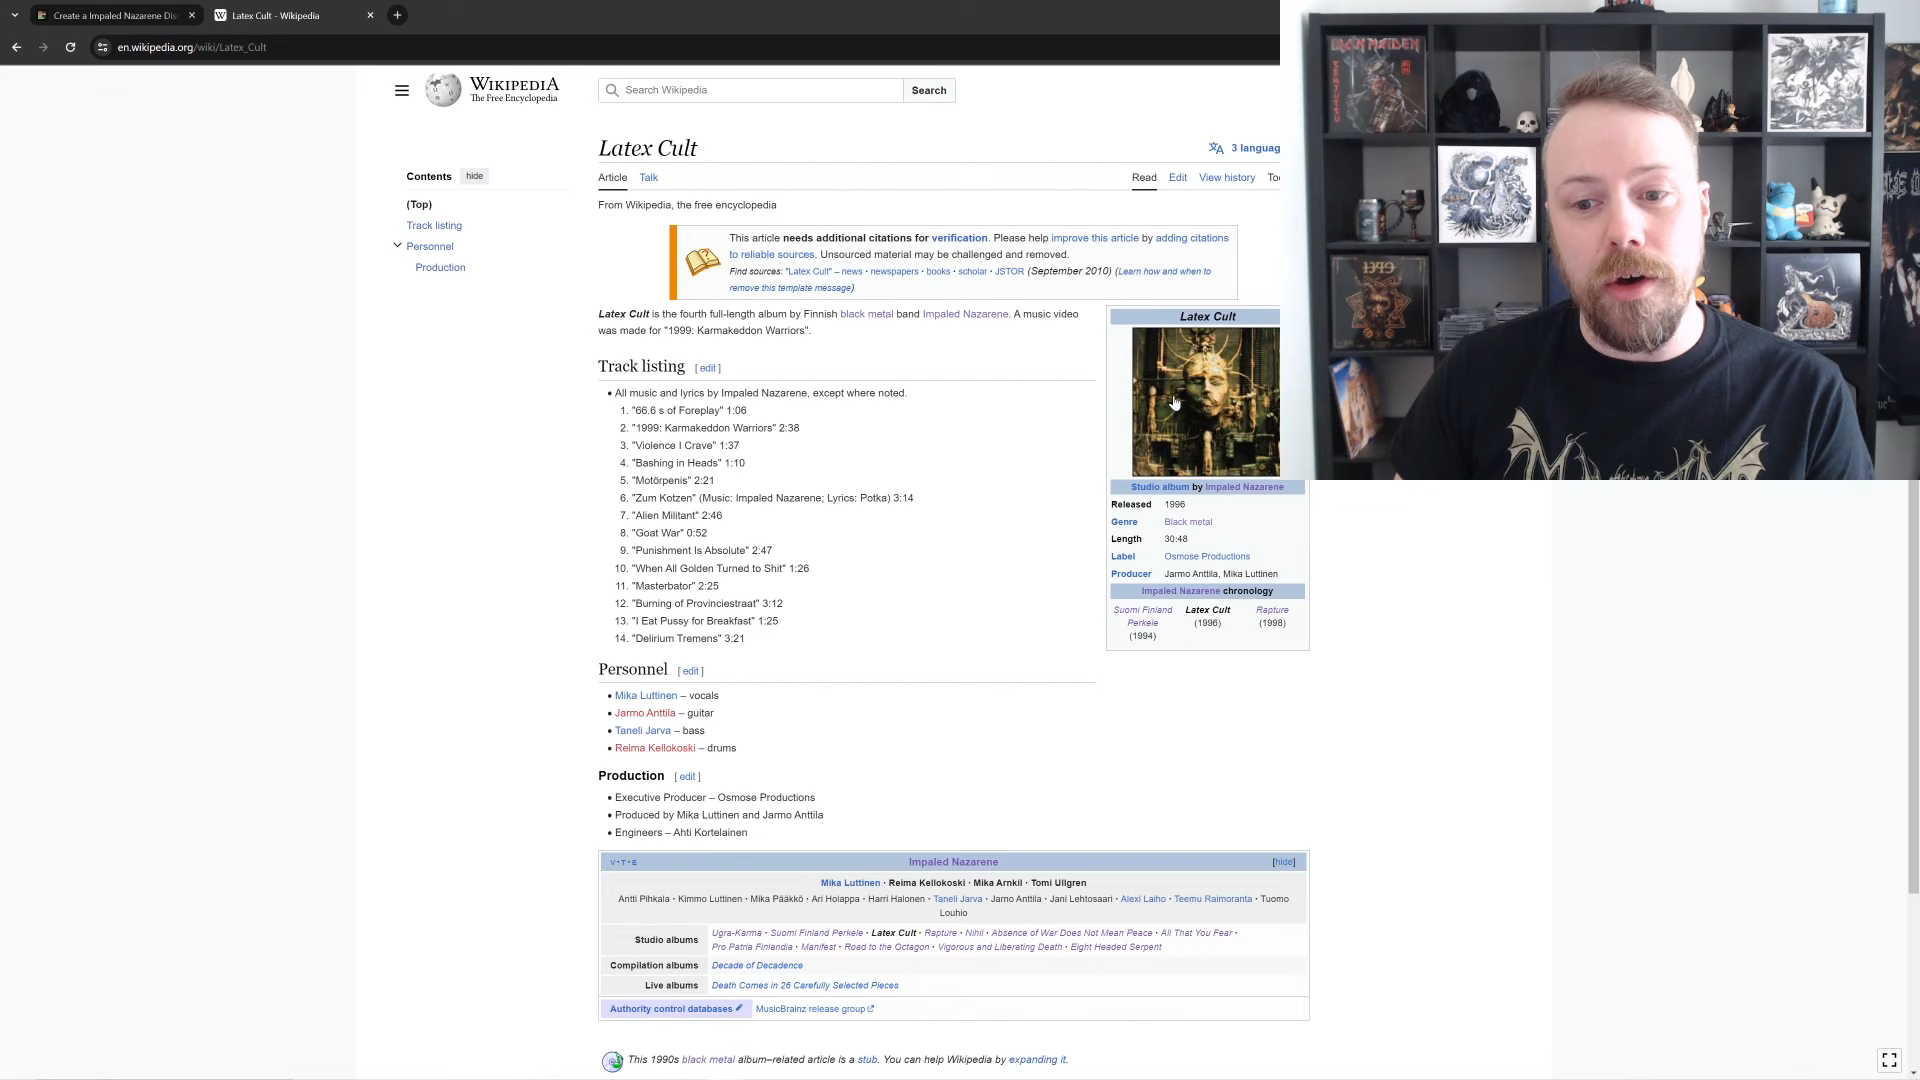 Create a Impaled Nazarene Dis
Latex Cult - Wikipedia
en.wikipedia.org/wiki/Latex_Cult
WIKIPEDIA
The Free Encyclopedia
Search Wikipedia
Search
Latex Cult
3 languag
Contents hide
(Top)
Track listing
Personnel
Production
Article Talk
Read Edit View history Too
From Wikipedia, the free encyclopedia
This article needs additional citations for verification. Please help improve this article by adding citations
to reliable sources. Unsourced material may be challenged and removed.
Find sources: "Latex Cult" – news · newspapers · books · scholar · JSTOR (September 2010) (Learn how and when to
remove this template message)
Latex Cult is the fourth full-length album by Finnish black metal band Impaled Nazarene. A music video
was made for "1999: Karmakeddon Warriors".
Track listing [ edit ]
• All music and lyrics by Impaled Nazarene, except where noted.
1. "66.6 s of Foreplay" 1:06
2. "1999: Karmakeddon Warriors" 2:38
3. "Violence I Crave" 1:37
4. "Bashing in Heads" 1:10
5. "Motörpenis" 2:21
6. "Zum Kotzen" (Music: Impaled Nazarene; Lyrics: Potka) 3:14
7. "Alien Militant" 2:46
8. "Goat War" 0:52
9. "Punishment Is Absolute" 2:47
10. "When All Golden Turned to Shit" 1:26
11. "Masterbator" 2:25
12. "Burning of Provinciestraat" 3:12
13. "I Eat Pussy for Breakfast" 1:25
14. "Delirium Tremens" 3:21
Latex Cult
Studio album by Impaled Nazarene
Released 1996
Genre Black metal
Length 30:48
Label Osmose Productions
Producer Jarmo Anttila, Mika Luttinen
Impaled Nazarene chronology
Suomi Finland Perkele (1994)
Latex Cult (1996)
Rapture (1998)
Personnel [ edit ]
• Mika Luttinen – vocals
• Jarmo Anttila – guitar
• Taneli Jarva – bass
• Reima Kellokoski – drums
Production [ edit ]
• Executive Producer – Osmose Productions
• Produced by Mika Luttinen and Jarmo Anttila
• Engineers – Ahti Kortelainen
V·T·E Impaled Nazarene [hide]
Mika Luttinen · Reima Kellokoski · Mika Arnkil · Tomi Ullgren
Antti Pihkala · Kimmo Luttinen · Mika Pääkkö · Ari Holappa · Harri Halonen · Taneli Jarva · Jarno Anttila · Jani Lehtosaari · Alexi Laiho · Teemu Raimoranta · Tuomo
Louhio
Studio albums
Ugra-Karma · Suomi Finland Perkele · Latex Cult · Rapture · Nihil · Absence of War Does Not Mean Peace · All That You Fear ·
Pro Patria Finlandia · Manifest · Road to the Octagon · Vigorous and Liberating Death · Eight Headed Serpent
Compilation albums Decade of Decadence
Live albums Death Comes in 26 Carefully Selected Pieces
Authority control databases MusicBrainz release group
This 1990s black metal album–related article is a stub. You can help Wikipedia by expanding it.
IRON MAIDEN
SENJUTSU
1349